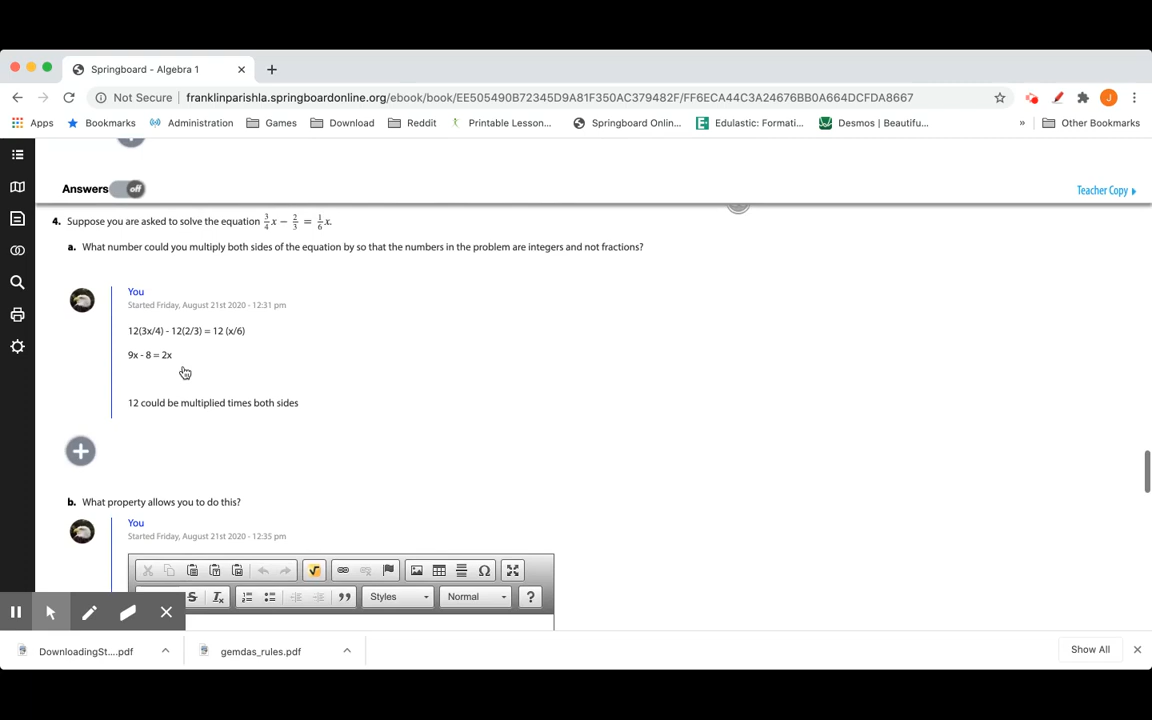 Springboard - Algebra 1
Not Secure | franklinparishla.springboardonline.org/ebook/book/EE505490B72345D9A81F350AC379482F/FF6ECA44C3A24676BB0A664DCFDA8667
J
Apps Bookmarks Administration Games Download Reddit Printable Lesson... Springboard Onlin... Edulastic: Formati... Desmos | Beautifu... » Other Bookmarks
Answers off
Teacher Copy
4. Suppose you are asked to solve the equation 3/4 x − 2/3 = 1/6 x.
a. What number could you multiply both sides of the equation by so that the numbers in the problem are integers and not fractions?
You
Started Friday, August 21st 2020 - 12:31 pm
12(3x/4) - 12(2/3) = 12 (x/6)
9x - 8 = 2x
12 could be multiplied times both sides
b. What property allows you to do this?
You
Started Friday, August 21st 2020 - 12:35 pm
Styles Normal ?
DownloadingSt....pdf gemdas_rules.pdf Show All